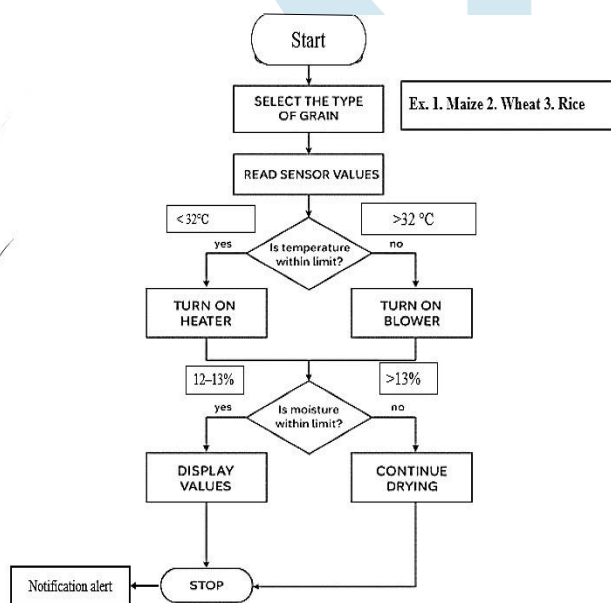 Start
SELECT THE TYPE
OF GRAIN
Ex. 1. Maize 2. Wheat 3. Rice
READ SENSOR VALUES
< 32°C
>32 °C
yes
Is temperature
within limit?
no
TURN ON
HEATER
TURN ON
BLOWER
12–13%
>13%
yes
Is moisture
within limit?
no
DISPLAY
VALUES
CONTINUE
DRYING
Notification alert
STOP